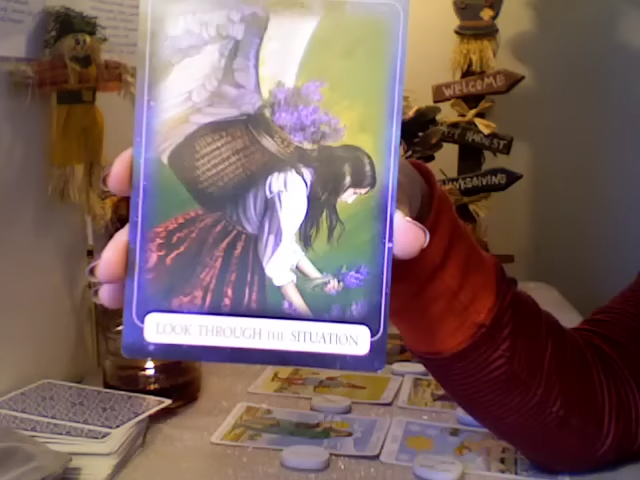 WELCOME
HARVEST
THANKSGIVING
LOOK THROUGH THE SITUATION